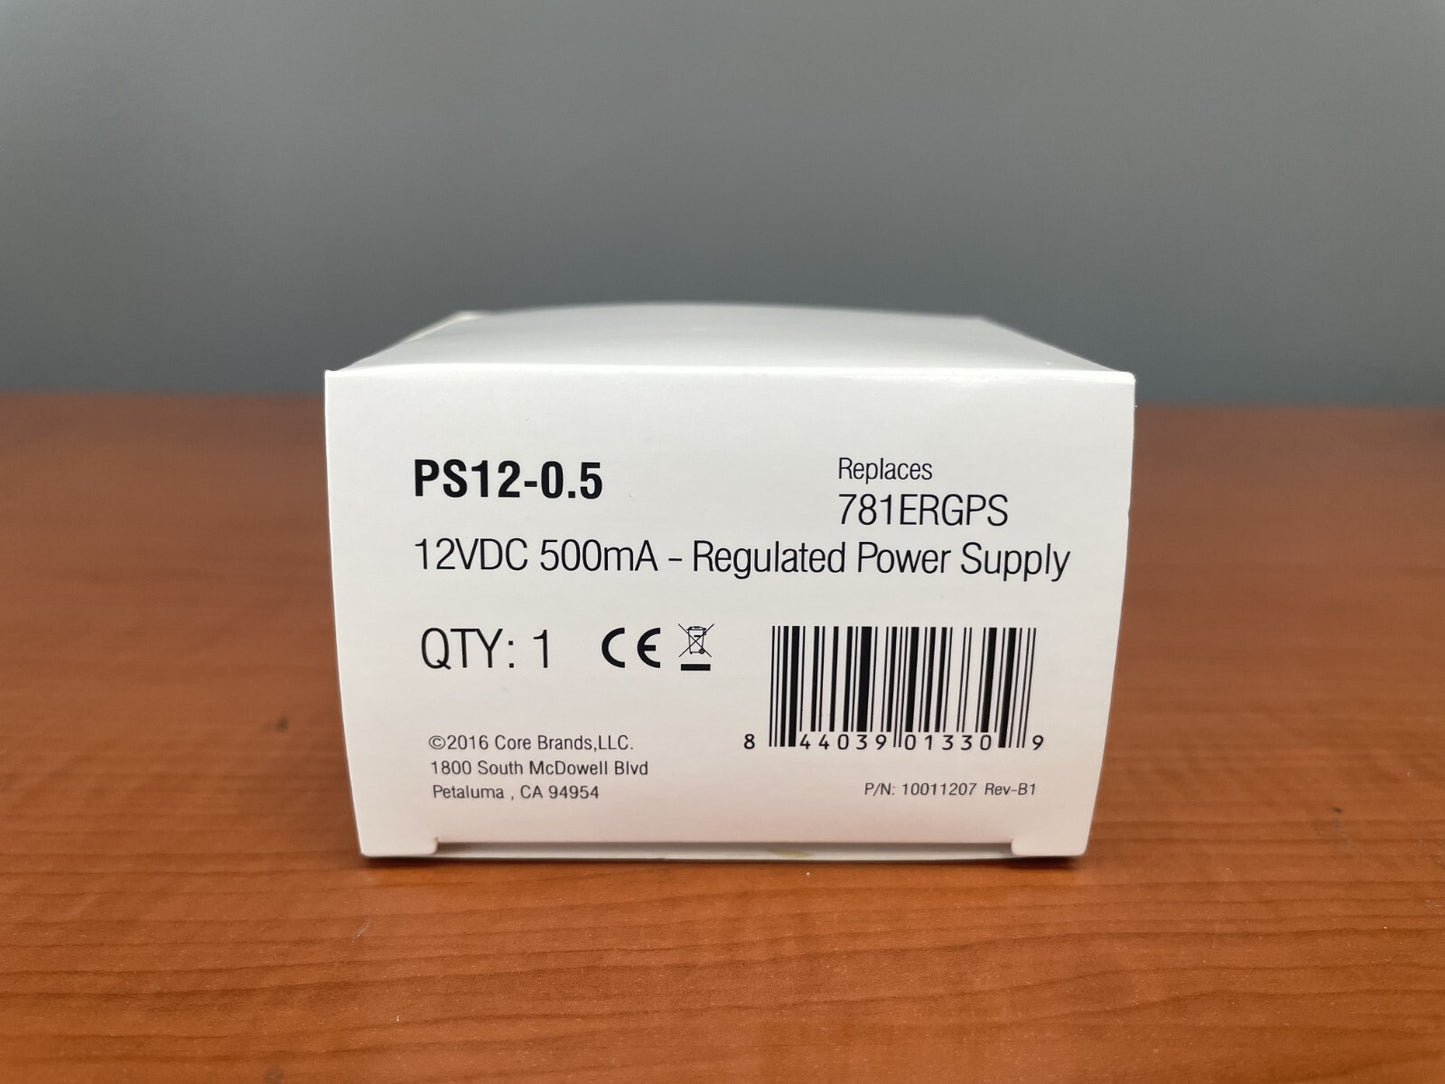 PS12-0.5
Replaces
781ERGPS
12VDC 500mA - Regulated Power Supply
QTY: 1 CE
8 44039 01330 9
©2016 Core Brands,LLC.
1800 South McDowell Blvd
Petaluma , CA 94954
P/N: 10011207 Rev-B1